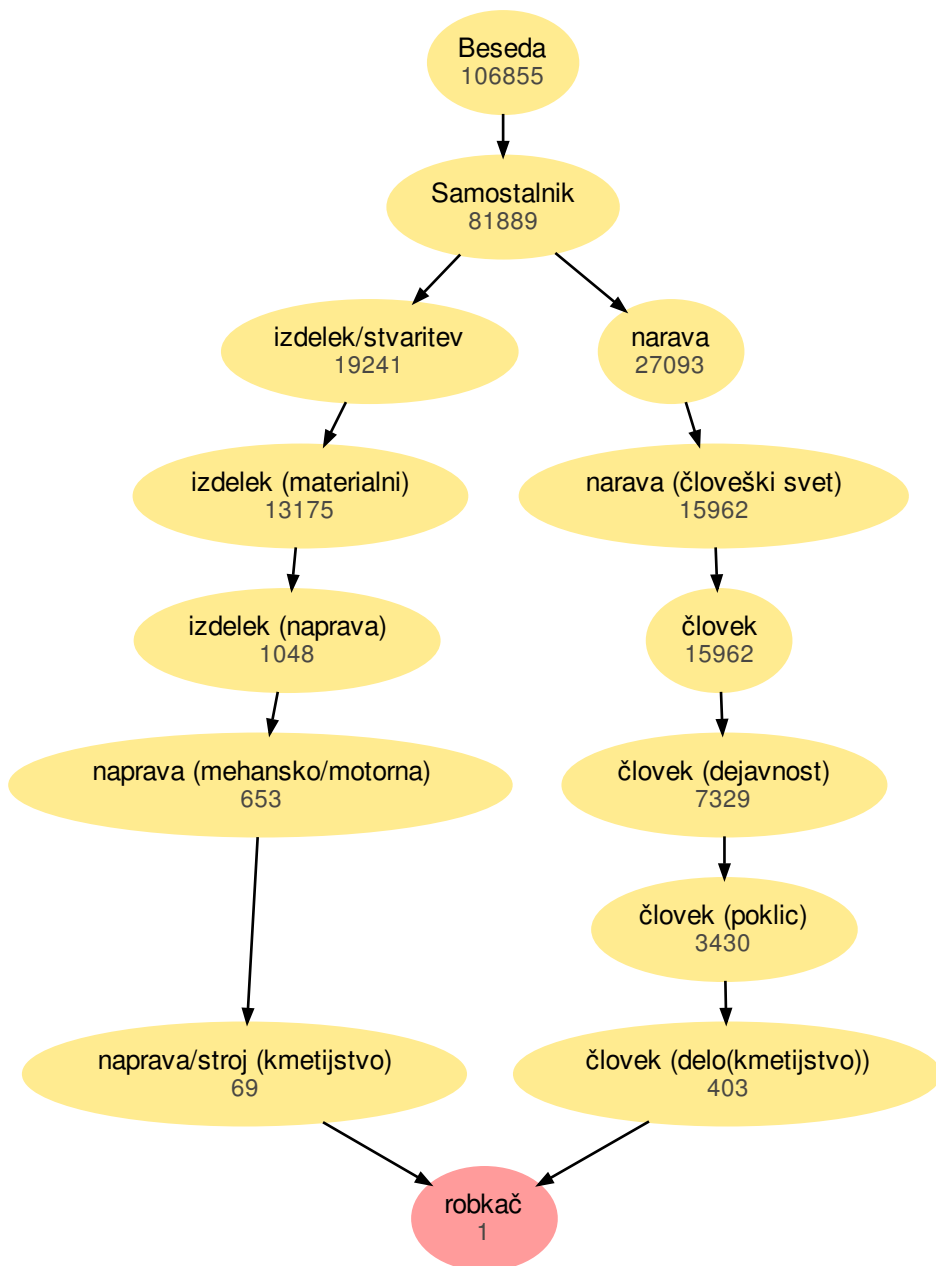 Beseda
106855
Samostalnik
81889
izdelek/stvaritev
19241
narava
27093
izdelek (materialni)
13175
narava (človeški svet)
15962
izdelek (naprava)
1048
človek
15962
naprava (mehansko/motorna)
653
človek (dejavnost)
7329
človek (poklic)
3430
naprava/stroj (kmetijstvo)
69
človek (delo(kmetijstvo))
403
robkač
1